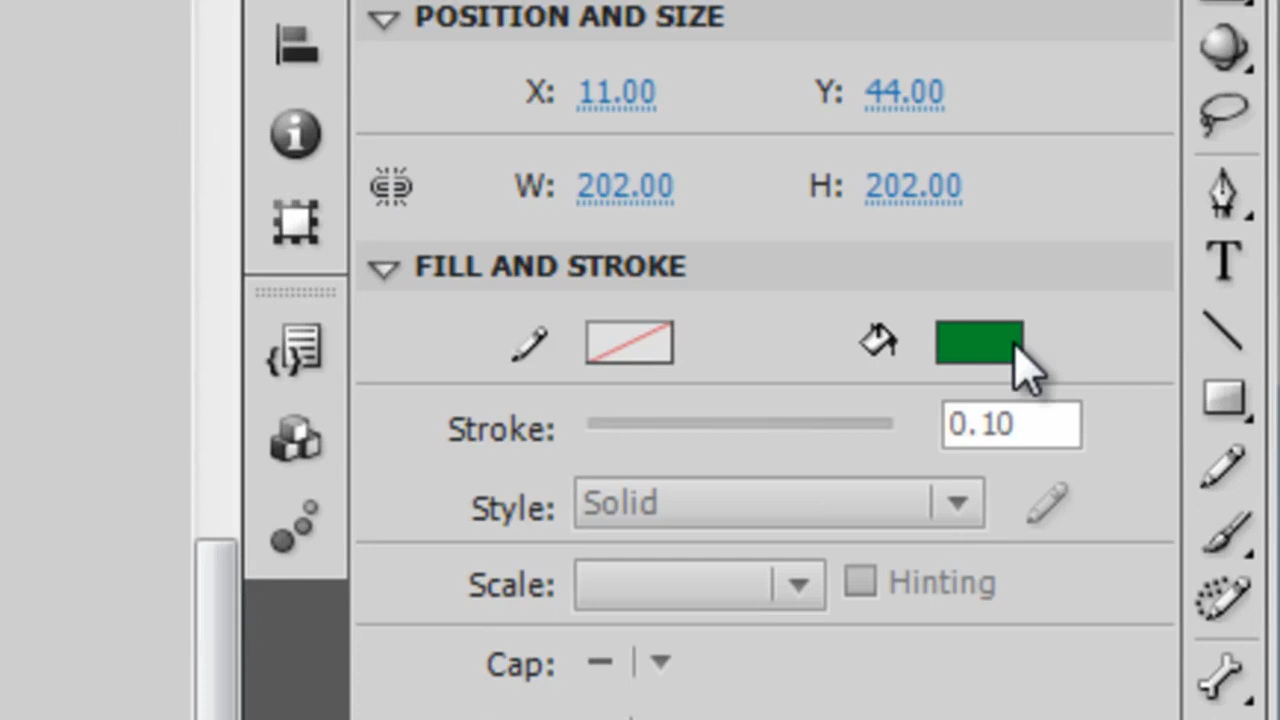 POSITION AND SIZE
X: 11.00 Y: 44.00
W: 202.00 H: 202.00
FILL AND STROKE
Stroke: 0.10
Style: Solid
Scale: Hinting
Cap: